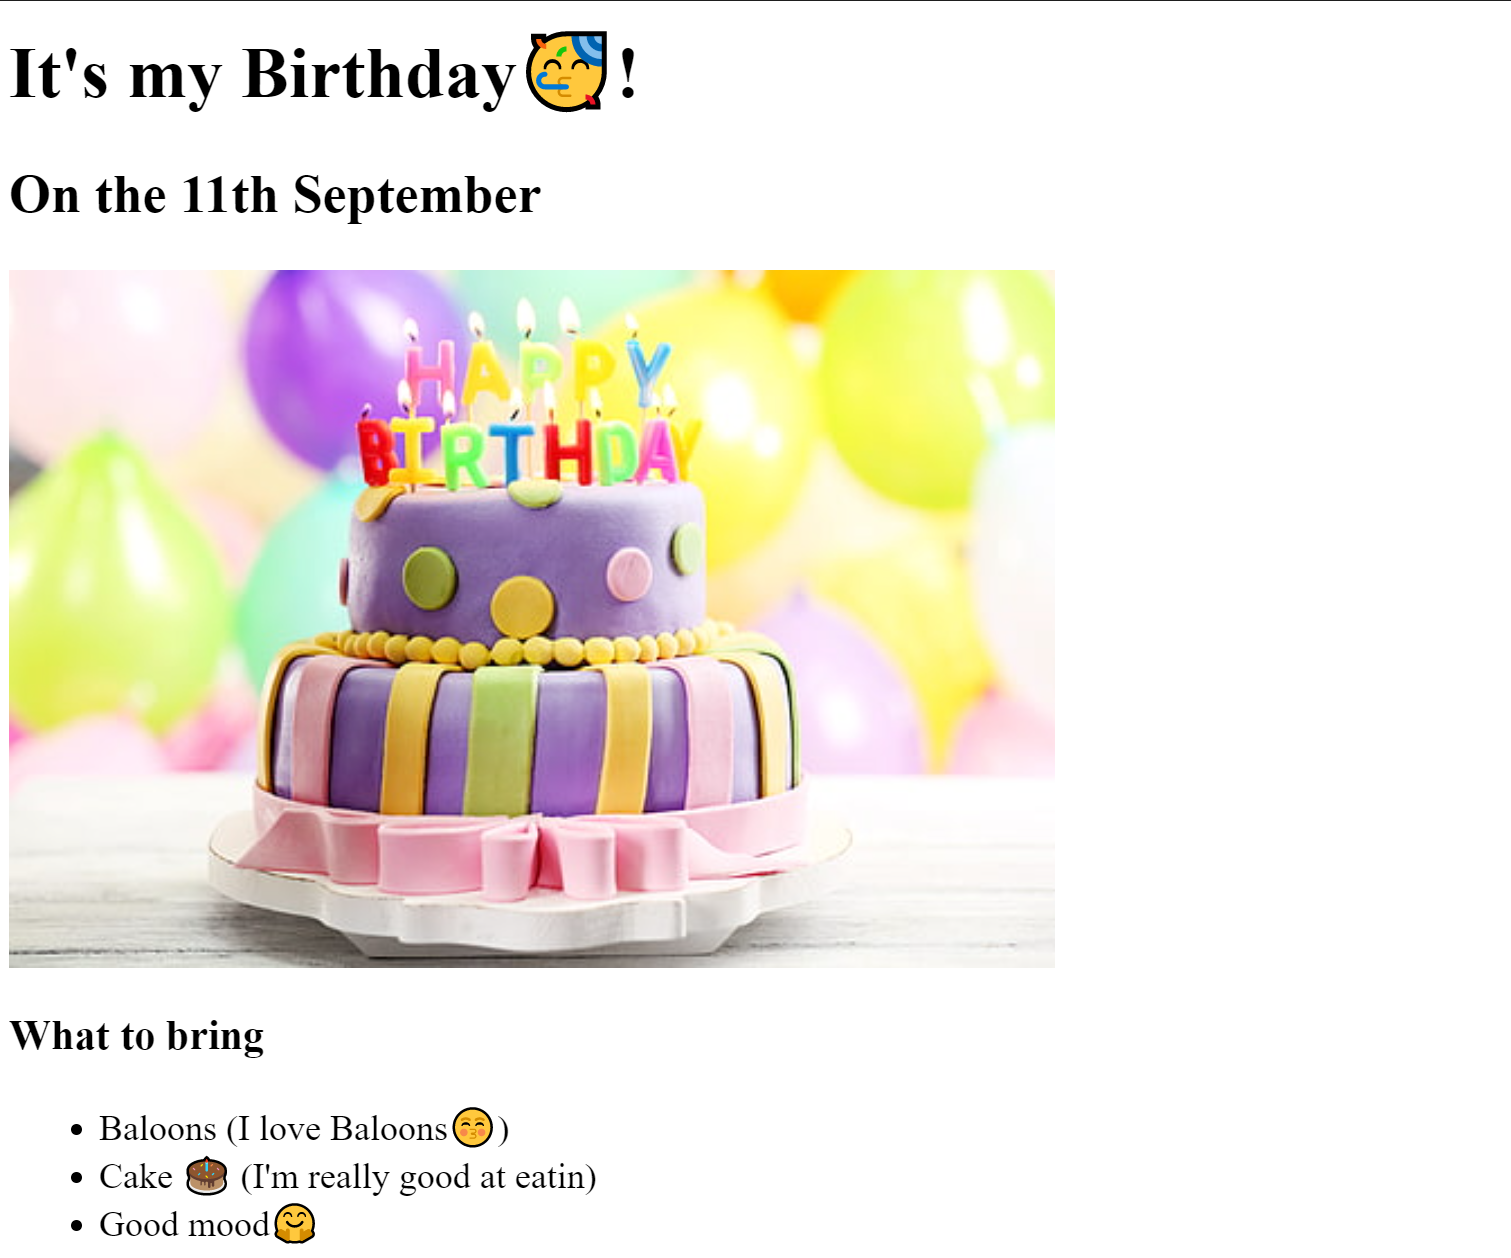 It's my Birthday🥳!
On the 11th September
HAPPY
BIRTHDAY
What to bring
Baloons (I love Baloons😚)
Cake 🎂 (I'm really good at eatin)
Good mood🤗